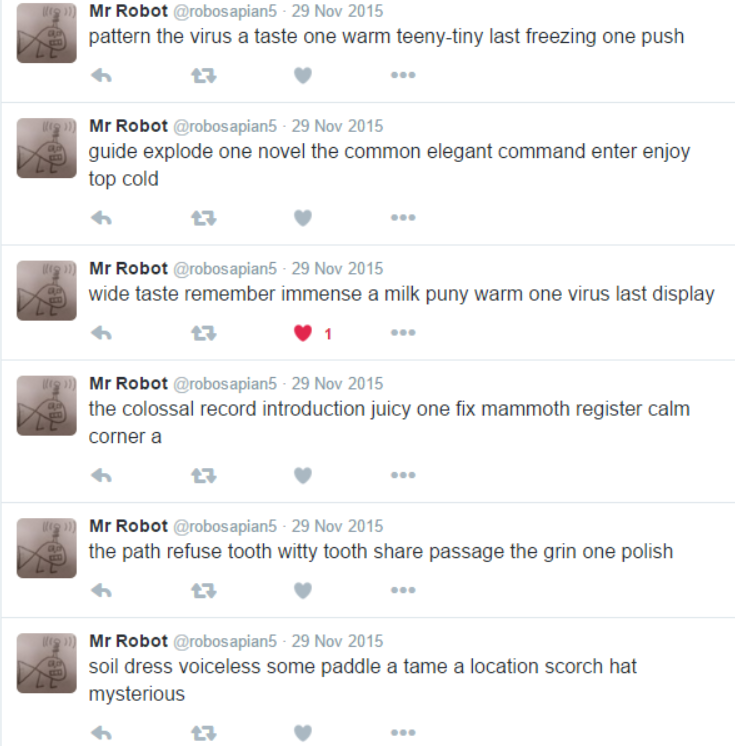 Mr Robot @robosapian5 · 29 Nov 2015
pattern the virus a taste one warm teeny-tiny last freezing one push
Mr Robot @robosapian5 · 29 Nov 2015
guide explode one novel the common elegant command enter enjoy
top cold
Mr Robot @robosapian5 · 29 Nov 2015
wide taste remember immense a milk puny warm one virus last display
1
Mr Robot @robosapian5 · 29 Nov 2015
the colossal record introduction juicy one fix mammoth register calm
corner a
Mr Robot @robosapian5 · 29 Nov 2015
the path refuse tooth witty tooth share passage the grin one polish
Mr Robot @robosapian5 · 29 Nov 2015
soil dress voiceless some paddle a tame a location scorch hat
mysterious